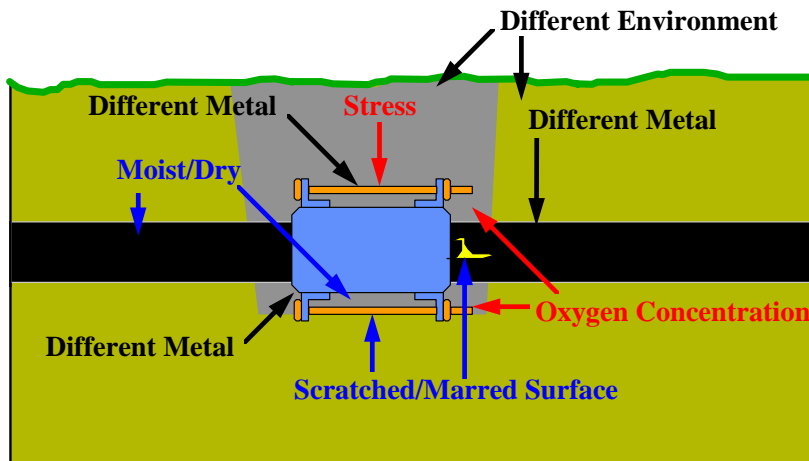 Different Environment
Different Metal
Stress
Different Metal
Moist/Dry
Oxygen Concentration
Different Metal
Scratched/Marred Surface